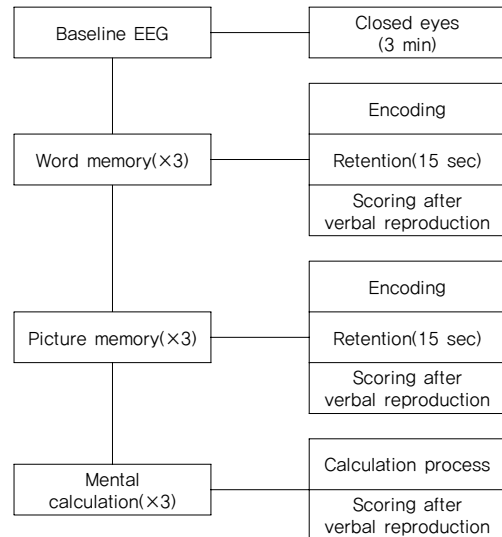 Baseline EEG
Closed eyes
(3 min)
Word memory(×3)
Encoding
Retention(15 sec)
Scoring after
verbal reproduction
Picture memory(×3)
Encoding
Retention(15 sec)
Scoring after
verbal reproduction
Mental
calculation(×3)
Calculation process
Scoring after
verbal reproduction